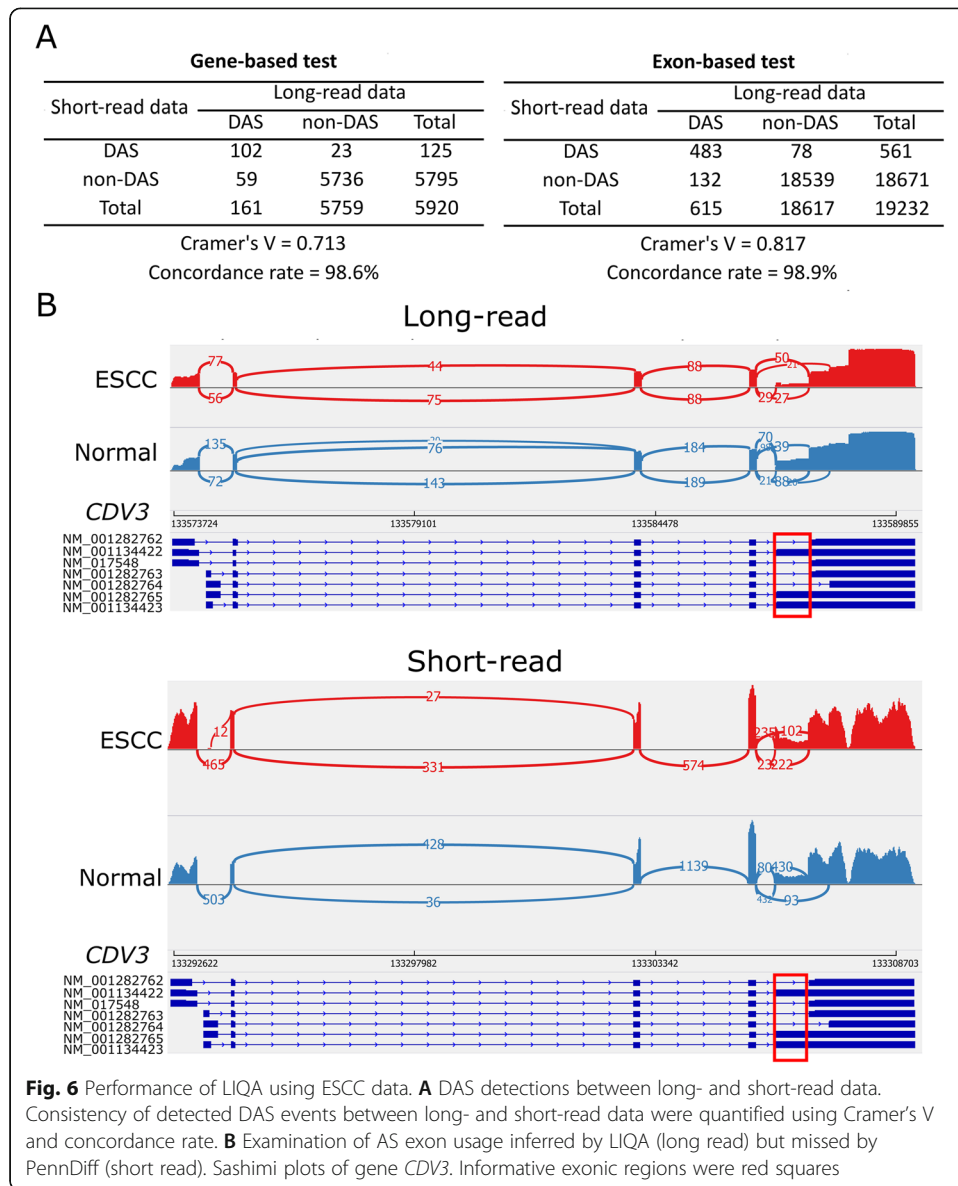 A
Gene-based test
Short-read data Long-read data
DAS non-DAS Total
DAS 102 23 125
non-DAS 59 5736 5795
Total 161 5759 5920
Cramer's V = 0.713
Concordance rate = 98.6%
Exon-based test
Short-read data Long-read data
DAS non-DAS Total
DAS 483 78 561
non-DAS 132 18539 18671
Total 615 18617 19232
Cramer's V = 0.817
Concordance rate = 98.9%
B
Long-read
ESCC
77 44 88 50 21
56 75 88 29 27
Normal
135 76 184 70 39
72 143 189 21 88
CDV3
133573724 133579101 133584478 133589855
NM_001282762
NM_001134422
NM_017548
NM_001282763
NM_001282764
NM_001282765
NM_001134423
Short-read
ESCC
12 27 235 102
465 331 574 222
Normal
428 1139 80 430
503 36 432 93
CDV3
133292622 133297982 133303342 133308703
NM_001282762
NM_001134422
NM_017548
NM_001282763
NM_001282764
NM_001282765
NM_001134423
Fig. 6 Performance of LIQA using ESCC data. A DAS detections between long- and short-read data.
Consistency of detected DAS events between long- and short-read data were quantified using Cramer's V
and concordance rate. B Examination of AS exon usage inferred by LIQA (long read) but missed by
PennDiff (short read). Sashimi plots of gene CDV3. Informative exonic regions were red squares